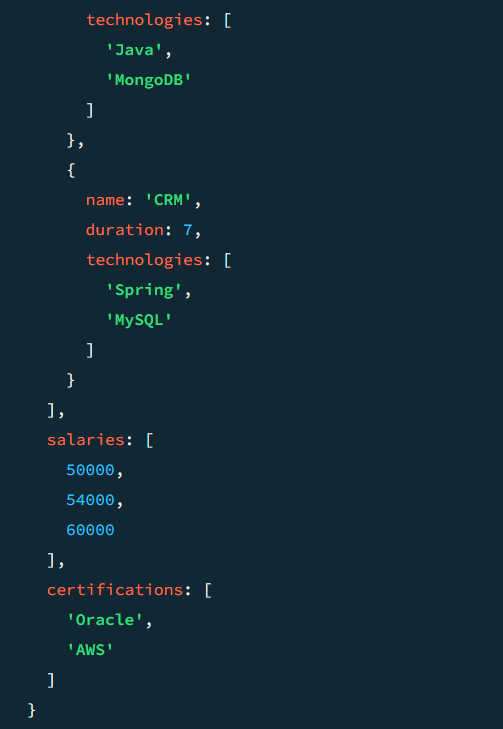 technologies: [
'Java',
'MongoDB'
]
},
{
name: 'CRM',
duration: 7,
technologies: [
'Spring',
'MySQL'
]
}
],
salaries: [
50000,
54000,
60000
],
certifications: [
'Oracle',
'AWS'
]
}